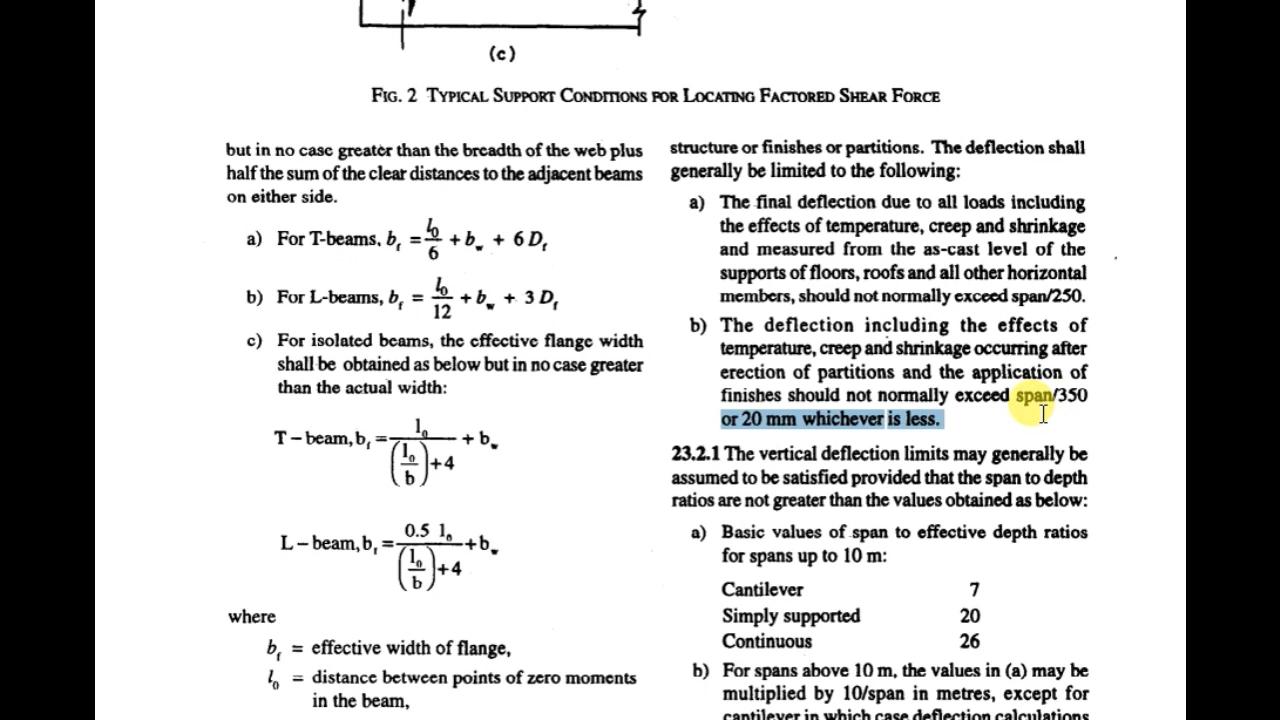 (c)
FIG. 2 TYPICAL SUPPORT CONDITIONS FOR LOCATING FACTORED SHEAR FORCE
but in no case greater than the breadth of the web plus
half the sum of the clear distances to the adjacent beams
on either side.
a) For T-beams, b_f = l_0/6 + b_w + 6 D_f
b) For L-beams, b_f = l_0/12 + b_w + 3 D_f
c) For isolated beams, the effective flange width
shall be obtained as below but in no case greater
than the actual width:
T – beam, b_f = l_0/((l_0/b)+4) + b_w
L – beam, b_f = 0.5 l_0/((l_0/b)+4) + b_w
where
b_f = effective width of flange,
l_0 = distance between points of zero moments
in the beam,
structure or finishes or partitions. The deflection shall
generally be limited to the following:
a) The final deflection due to all loads including
the effects of temperature, creep and shrinkage
and measured from the as-cast level of the
supports of floors, roofs and all other horizontal
members, should not normally exceed span/250.
b) The deflection including the effects of
temperature, creep and shrinkage occurring after
erection of partitions and the application of
finishes should not normally exceed span/350
or 20 mm whichever is less.
23.2.1 The vertical deflection limits may generally be
assumed to be satisfied provided that the span to depth
ratios are not greater than the values obtained as below:
a) Basic values of span to effective depth ratios
for spans up to 10 m:
Cantilever 7
Simply supported 20
Continuous 26
b) For spans above 10 m, the values in (a) may be
multiplied by 10/span in metres, except for
cantilever in which case deflection calculations